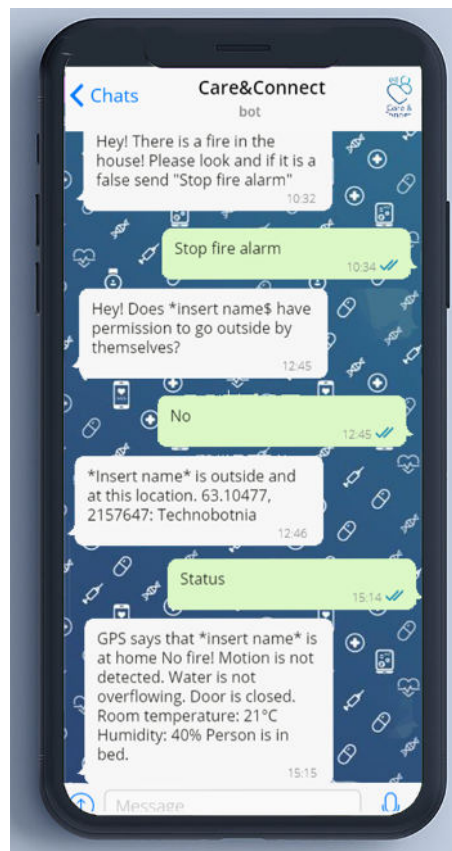 Chats
Care&Connect
bot
Care &
Connect
Hey! There is a fire in the
house! Please look and if it is a
false send "Stop fire alarm"
10:32
Stop fire alarm
10:34
Hey! Does *insert name$ have
permission to go outside by
themselves?
12:45
No
12:45
*Insert name* is outside and
at this location. 63.10477,
2157647: Technobotnia
12:46
Status
15:14
GPS says that *insert name* is
at home No fire! Motion is not
detected. Water is not
overflowing. Door is closed.
Room temperature: 21°C
Humidity: 40% Person is in
bed.
15:15
Message